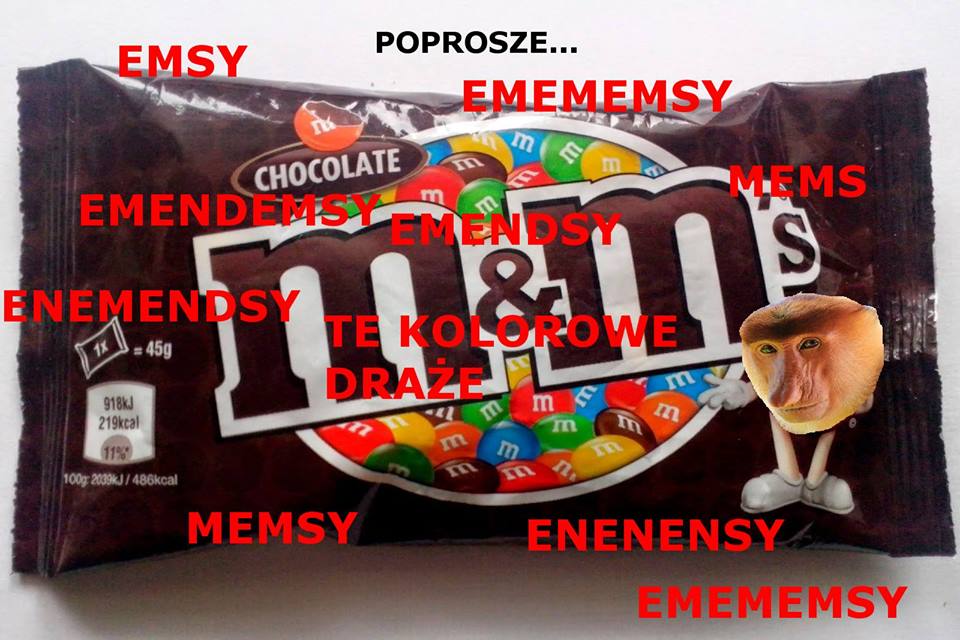 POPROSZE...
EMSY
EMEMEMSY
m
CHOCOLATE
MEMS
EMENDEMSY
EMENDSY
m&m's
ENEMENDSY
TE KOLOROWE
DRAŻE
1x = 45g
918kJ
219kcal
11%*
100g: 2039kJ / 486kcal
MEMSY
ENENENSY
EMEMEMSY